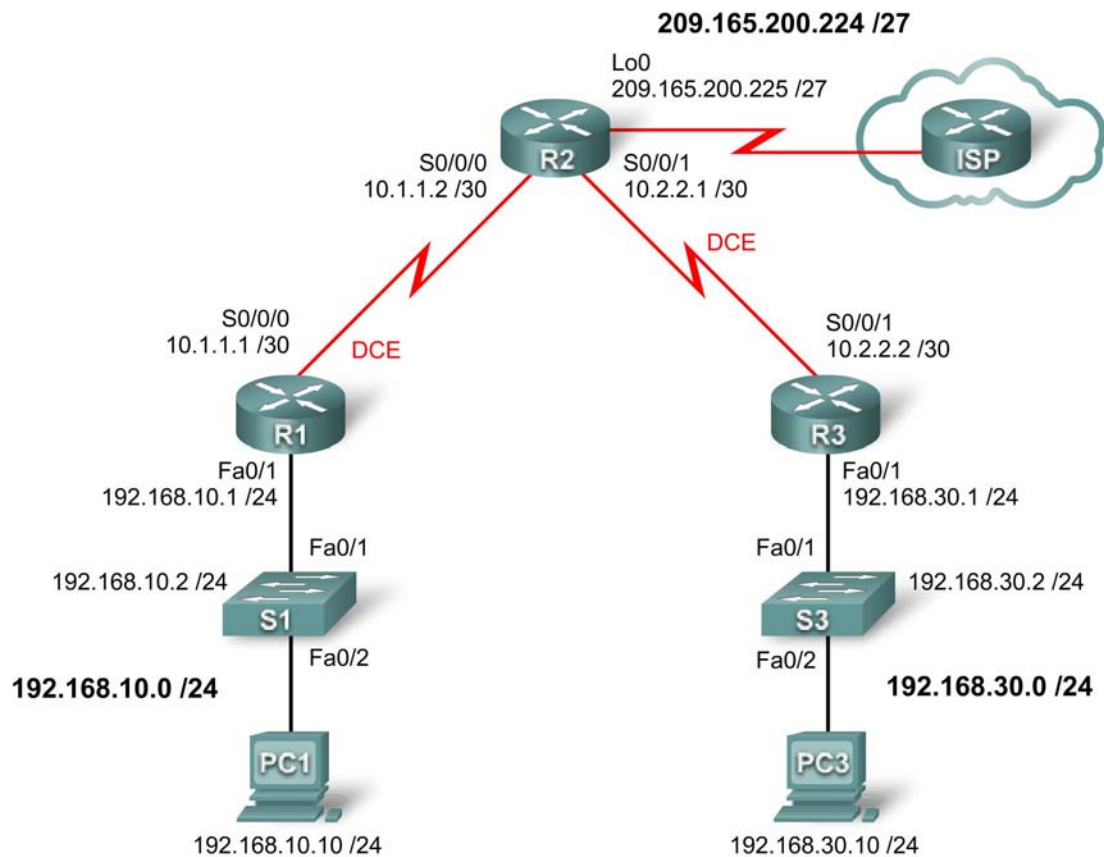 209.165.200.224 /27
Lo0
209.165.200.225 /27
R2
ISP
S0/0/0
10.1.1.2 /30
S0/0/1
10.2.2.1 /30
DCE
S0/0/0
10.1.1.1 /30
DCE
S0/0/1
10.2.2.2 /30
R1
R3
Fa0/1
192.168.10.1 /24
Fa0/1
192.168.30.1 /24
Fa0/1
Fa0/1
192.168.10.2 /24
192.168.30.2 /24
S1
S3
Fa0/2
Fa0/2
192.168.10.0 /24
192.168.30.0 /24
PC1
PC3
192.168.10.10 /24
192.168.30.10 /24